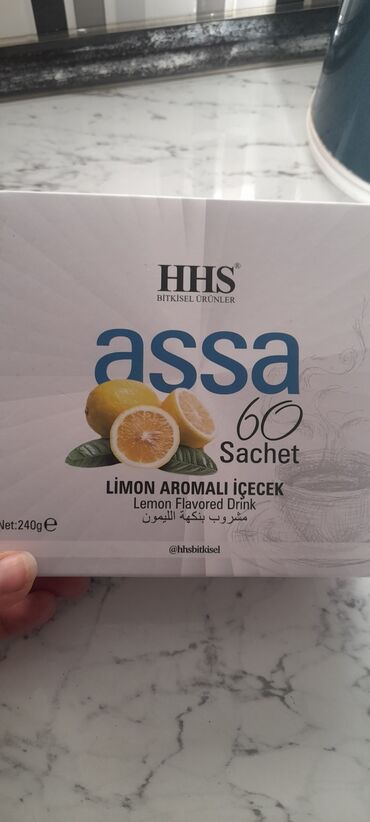 HHS®
BİTKİSEL ÜRÜNLER
assa
60
Sachet
LİMON AROMALI İÇECEK
Lemon Flavored Drink
مشروب بنكهة الليمون
Net:240g℮
@hhsbitkisel